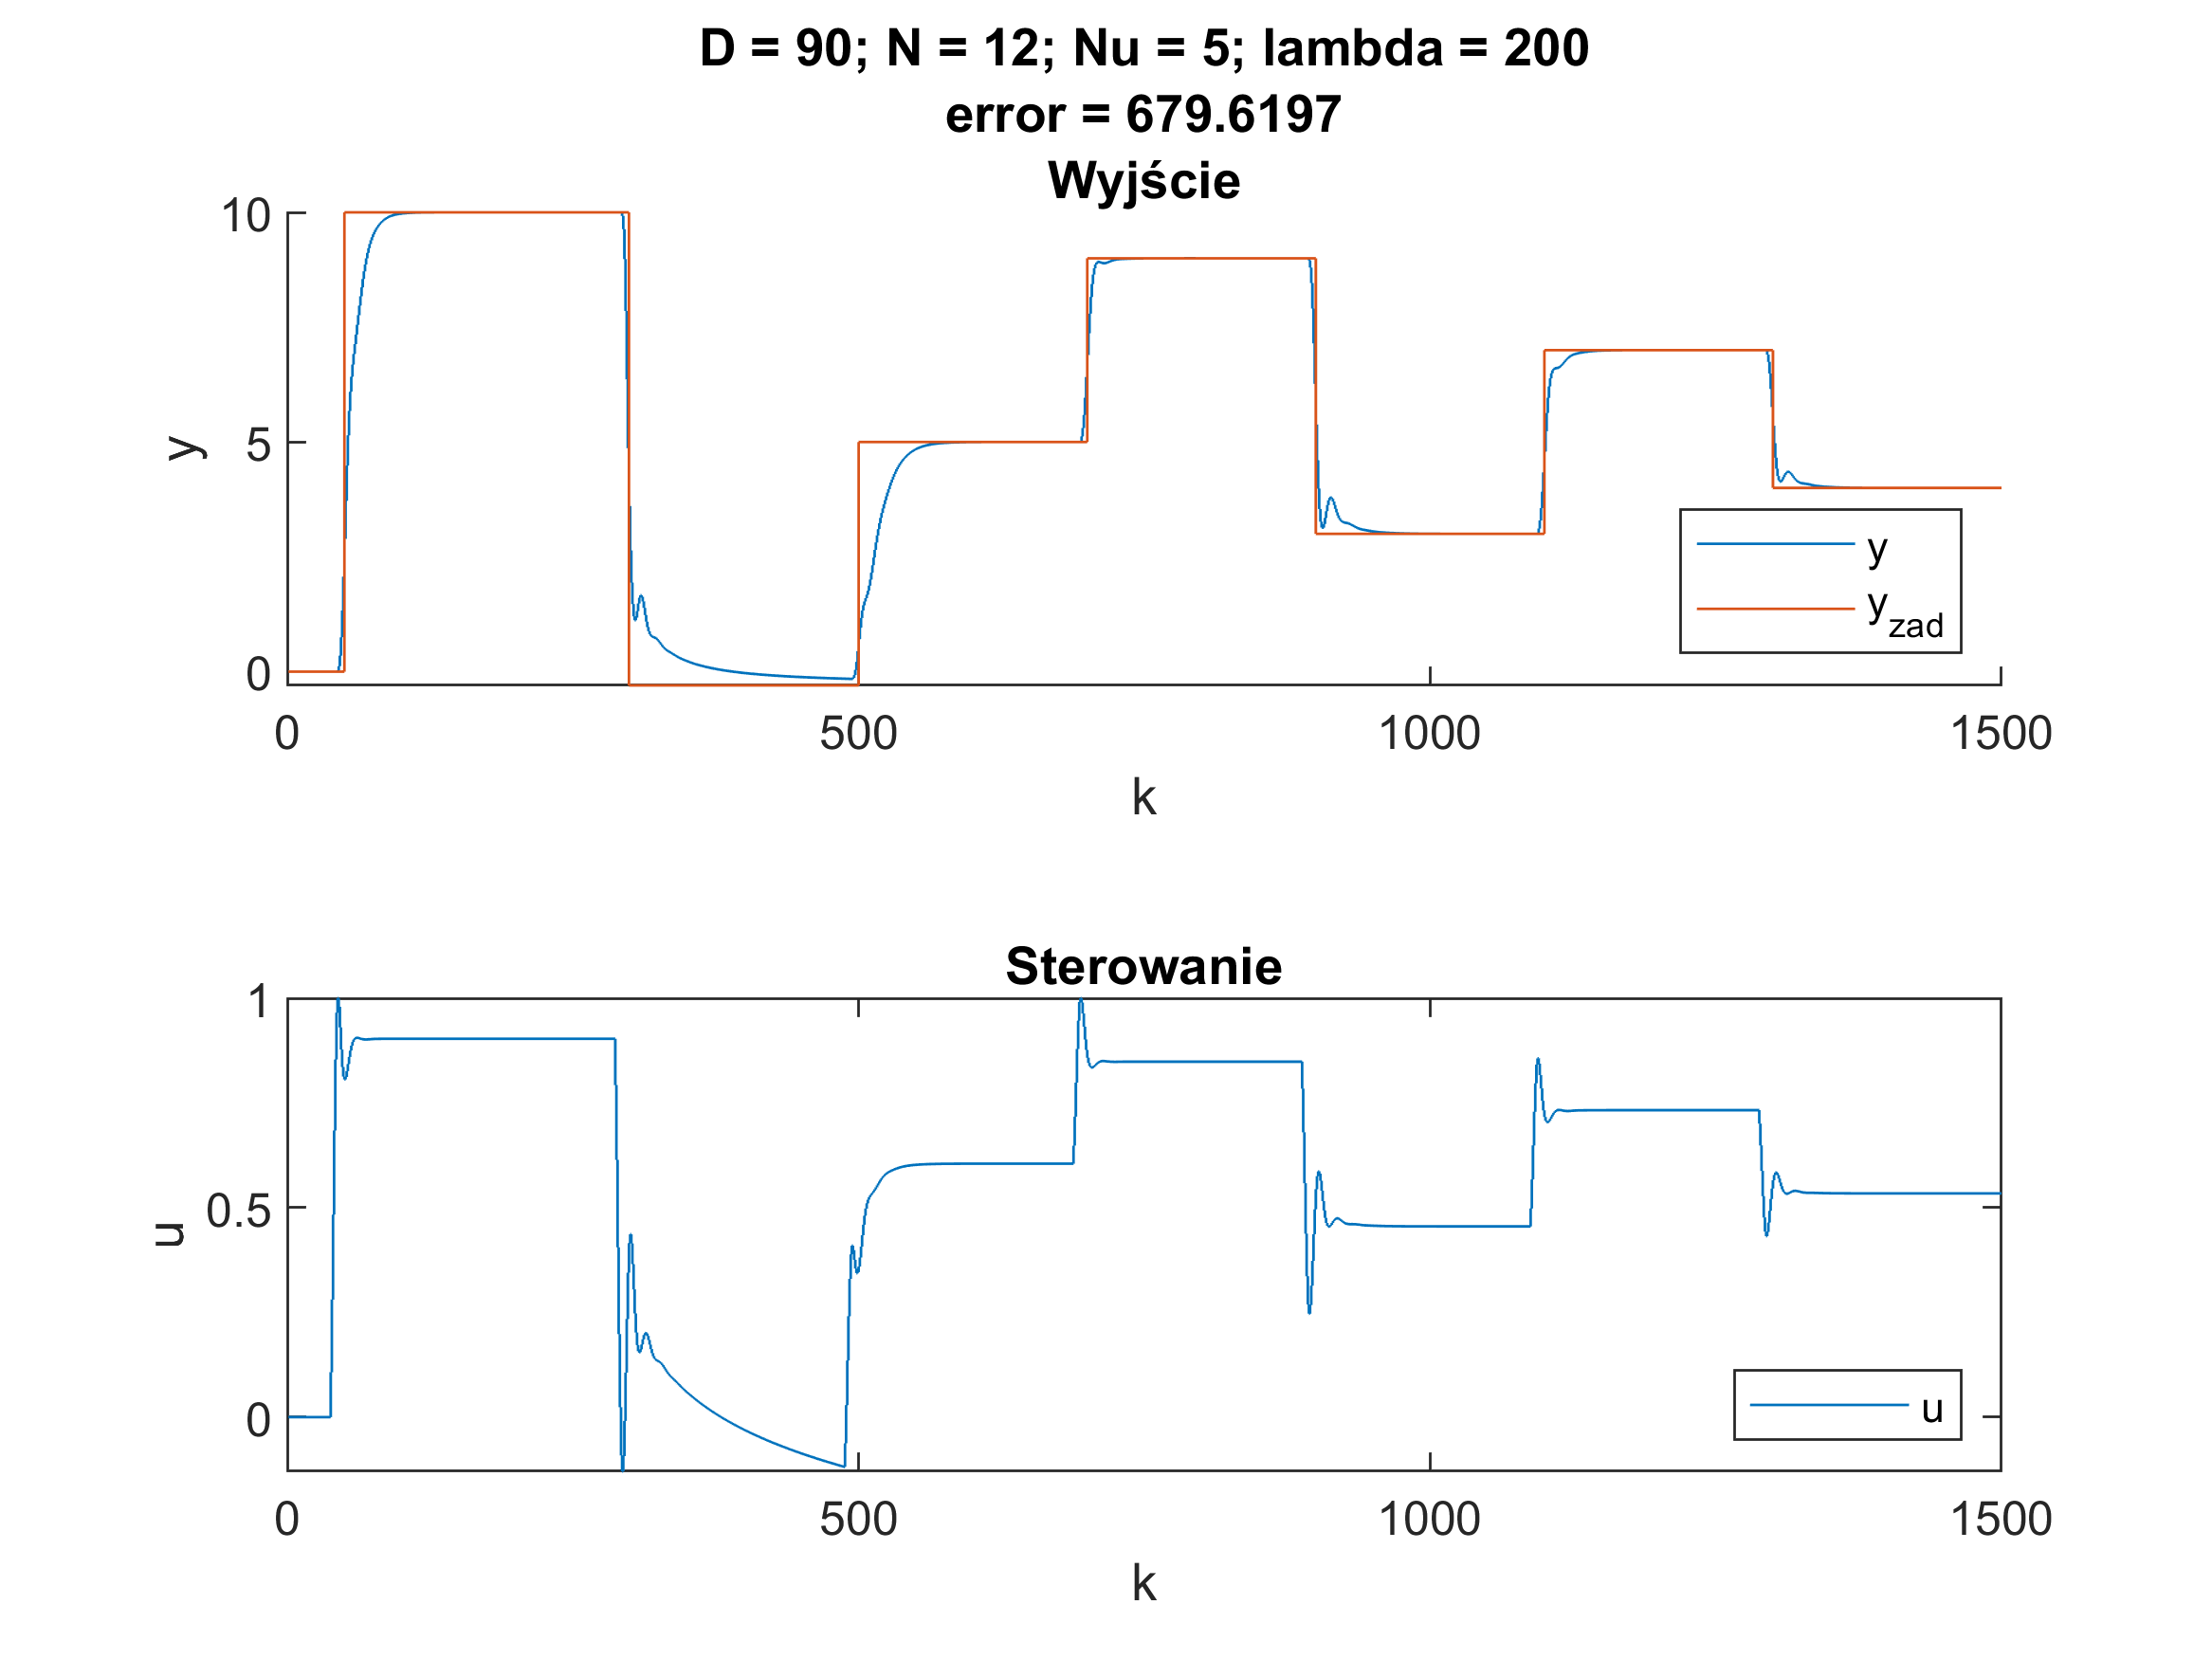 D = 90; N = 12; Nu = 5; lambda = 200
error = 679.6197
Wyjście
10
5
0
y
0 500 1000 1500
k
y
y_zad
Sterowanie
1
0.5
0
u
0 500 1000 1500
k
u